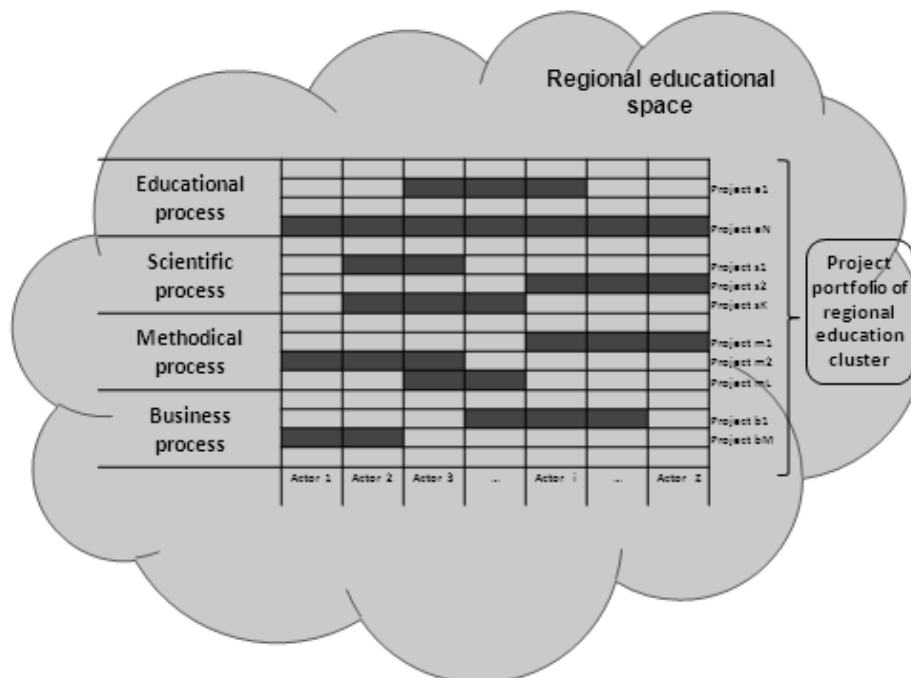 Regional educational
space
Educational
process
Project e1
Project eN
Scientific
process
Project s1
Project s2
Project sK
Methodical
process
Project m1
Project m2
Project mL
Business
process
Project b1
Project bM
Actor 1 Actor 2 Actor 3 ... Actor i ... Actor Z
Project
portfolio of
regional
education
cluster